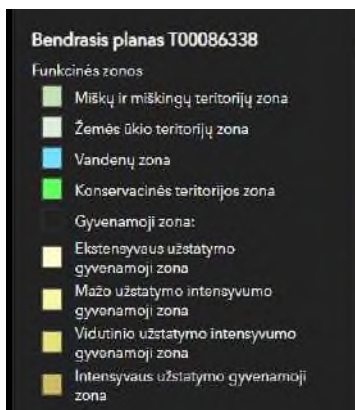 Bendrasis planas T00086338
Funkcinės zonos
Miškų ir miškingų teritorijų zona
Žemės ūkio teritorijų zona
Vandenų zona
Konservacinės teritorijos zona
Gyvenamoji zona:
Ekstensyvaus užstatymo
gyvenamoji zona
Mažo užstatymo intensyvumo
gyvenamoji zona
Vidutinio užstatymo intensyvumo
gyvenamoji zona
Intensyvaus užstatymo gyvenamoji
zona